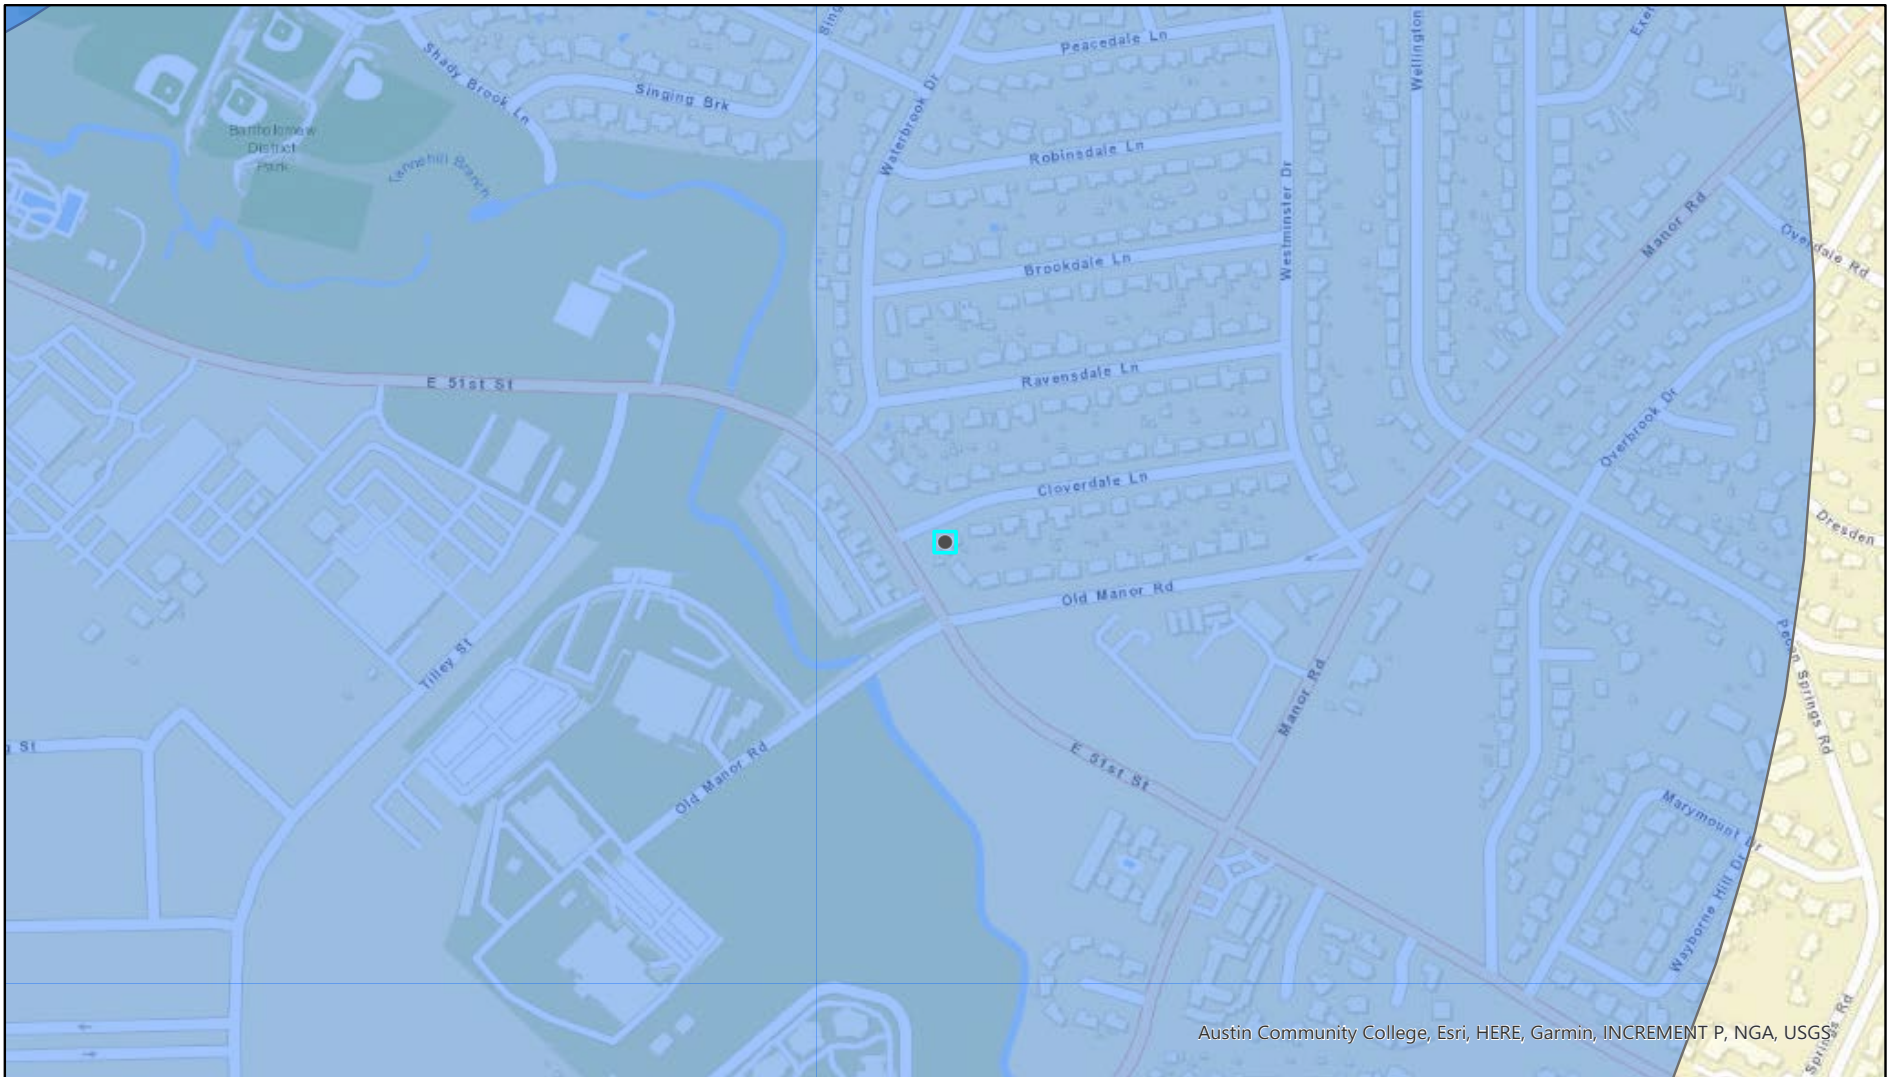 Peacedale Ln
Wellington
Shady Brook Ln
Singing Brk
Waterbrook Dr
Bartholomew
District
Park
Tannehill Branch
Robinsdale Ln
Westminster Dr
Manor Rd
Overdale Rd
Brookdale Ln
E 51st St
Ravensdale Ln
Overbrook Dr
Cloverdale Ln
Dresden
Old Manor Rd
Tilley St
Pecan Springs Rd
Manor Rd
St
Old Manor Rd
E 51st St
Marymount Dr
Wayborne Hill Dr
Springs Rd
Austin Community College, Esri, HERE, Garmin, INCREMENT P, NGA, USGS